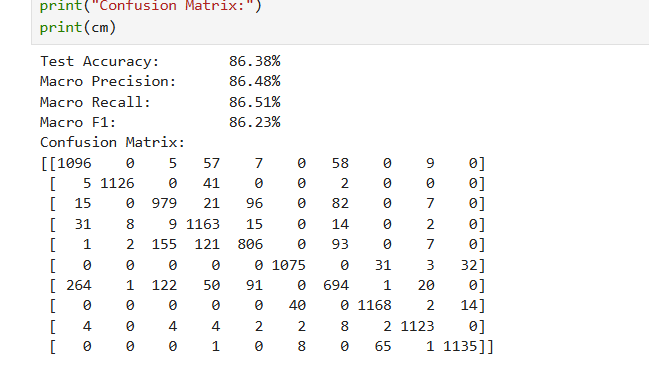 print("Confusion Matrix:")
print(cm)
Test Accuracy: 86.38%
Macro Precision: 86.48%
Macro Recall: 86.51%
Macro F1: 86.23%
Confusion Matrix:
[[1096 0 5 57 7 0 58 0 9 0]
[ 5 1126 0 41 0 0 2 0 0 0]
[ 15 0 979 21 96 0 82 0 7 0]
[ 31 8 9 1163 15 0 14 0 2 0]
[ 1 2 155 121 806 0 93 0 7 0]
[ 0 0 0 0 0 1075 0 31 3 32]
[ 264 1 122 50 91 0 694 1 20 0]
[ 0 0 0 0 0 40 0 1168 2 14]
[ 4 0 4 4 2 2 8 2 1123 0]
[ 0 0 0 1 0 8 0 65 1 1135]]